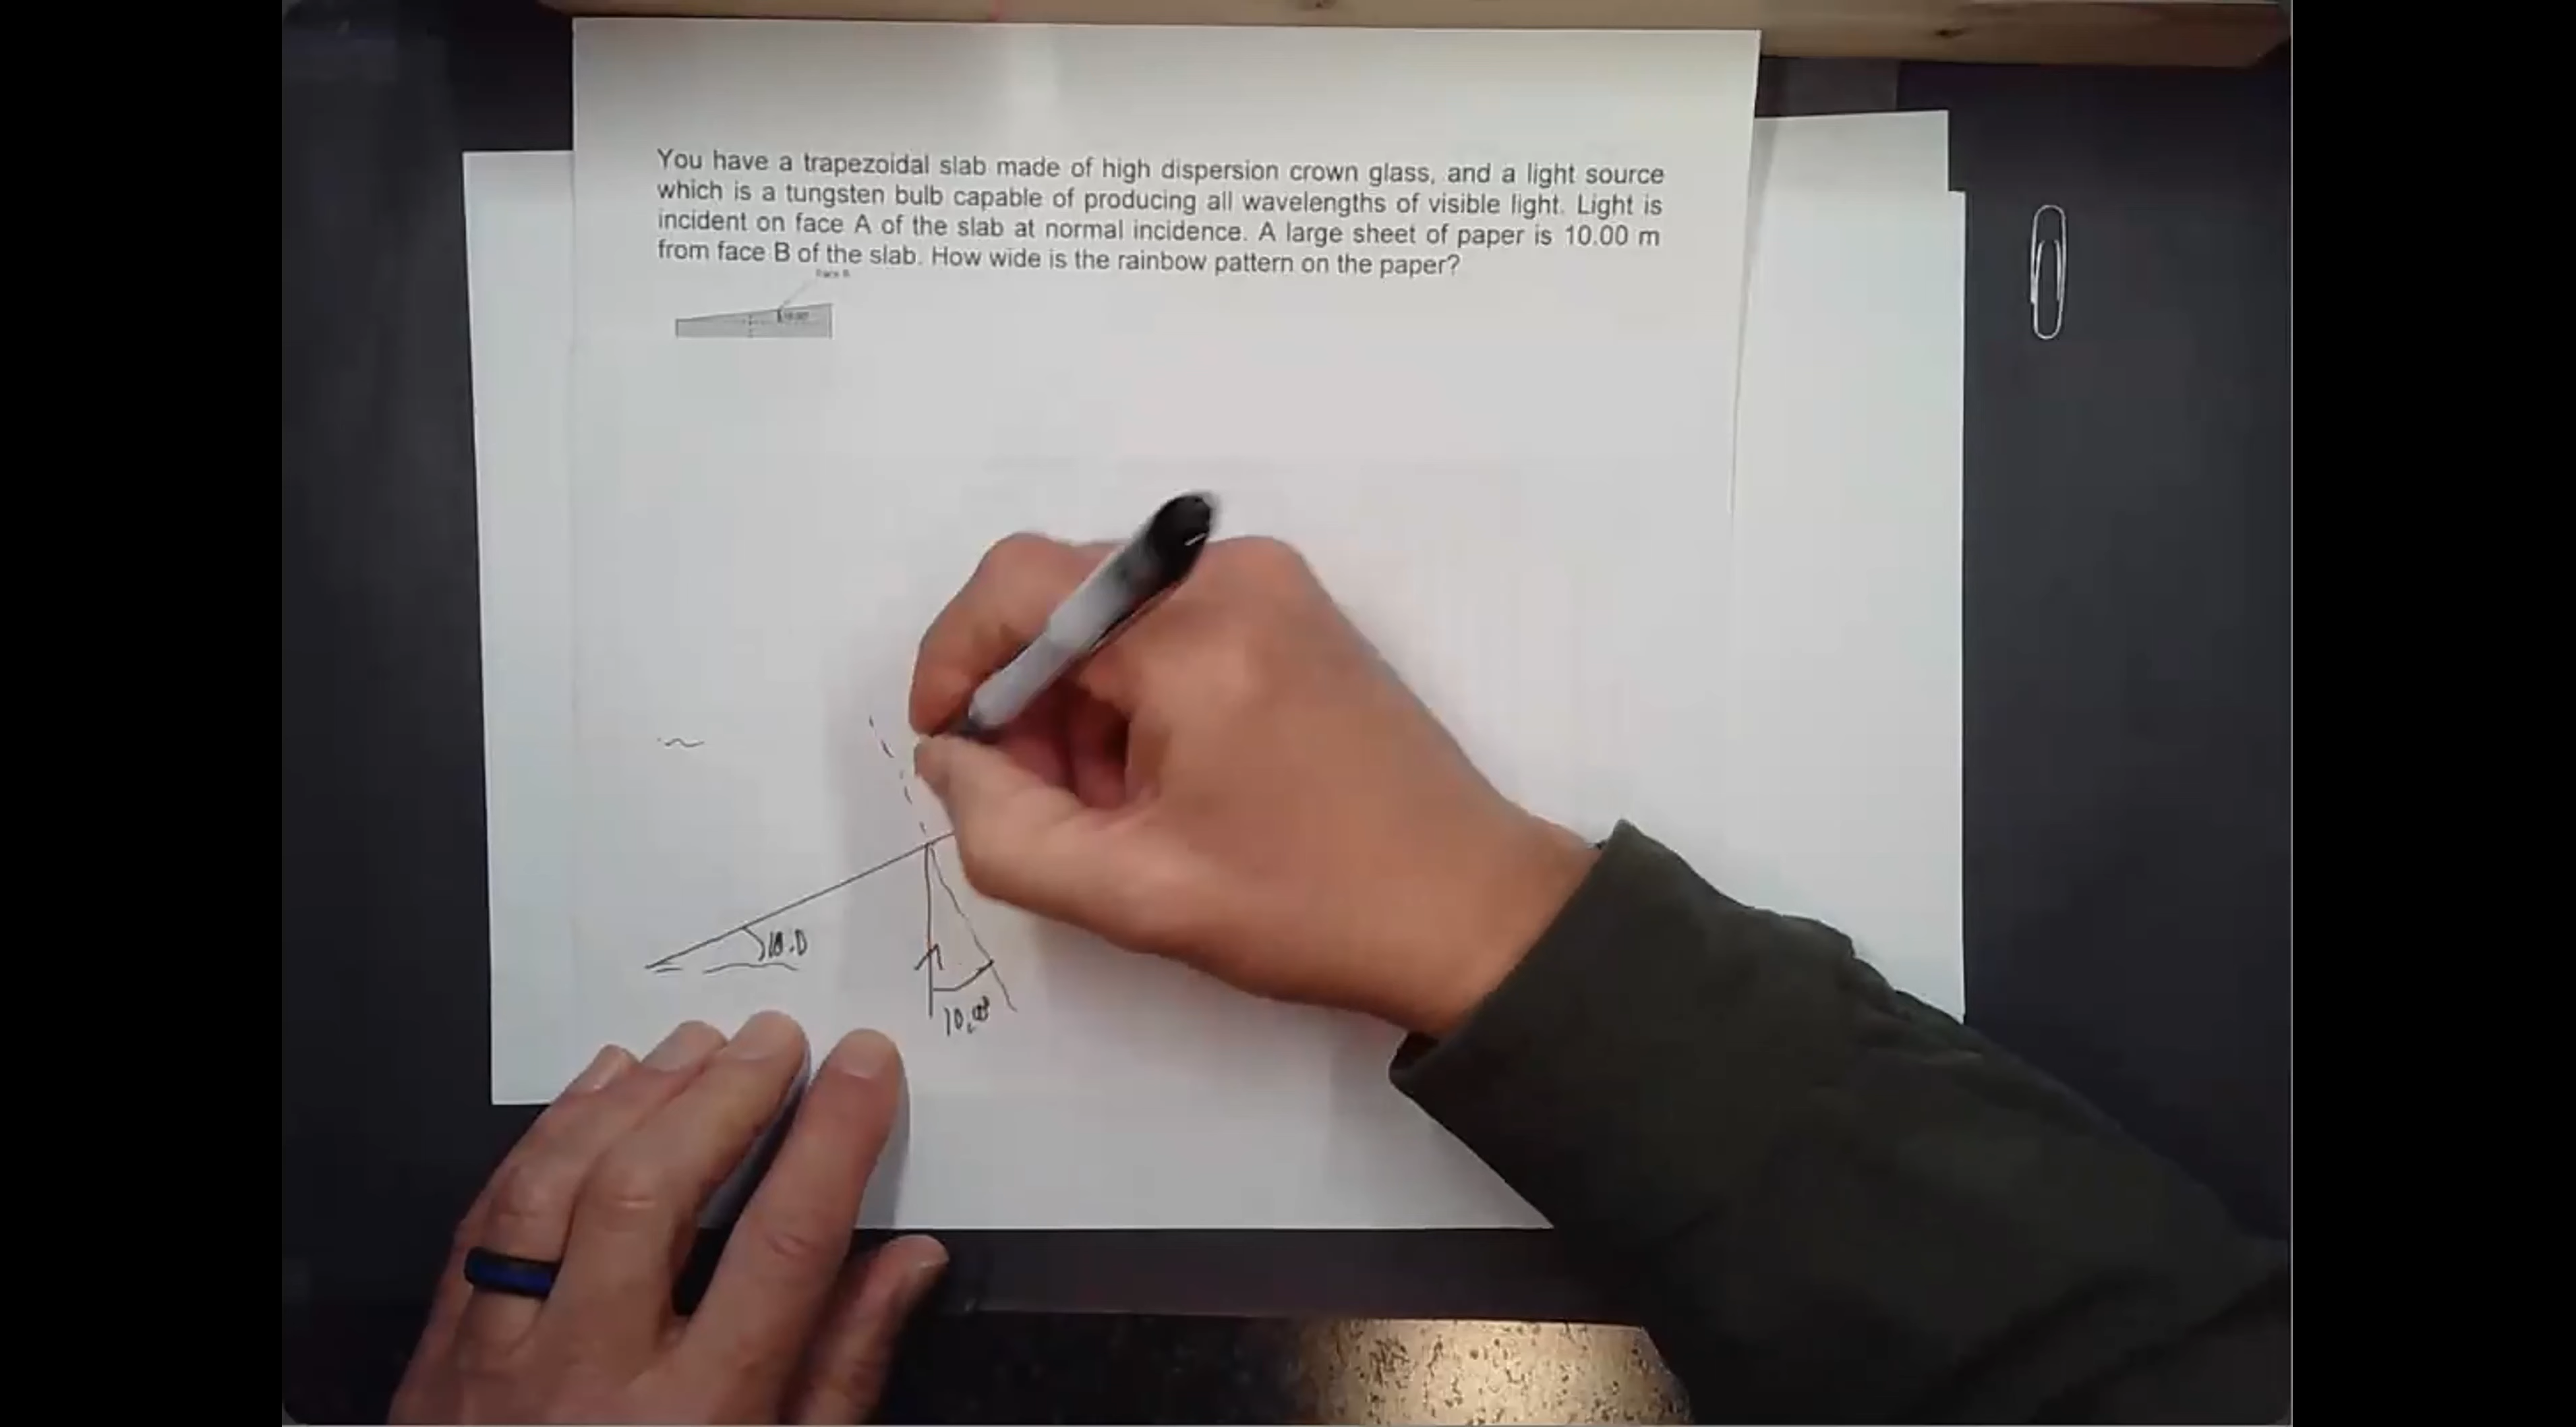 You have a trapezoidal slab made of high dispersion crown glass, and a light source
which is a tungsten bulb capable of producing all wavelengths of visible light. Light is
incident on face A of the slab at normal incidence. A large sheet of paper is 10.00 m
from face B of the slab. How wide is the rainbow pattern on the paper?
Face B
10.0
10.0°